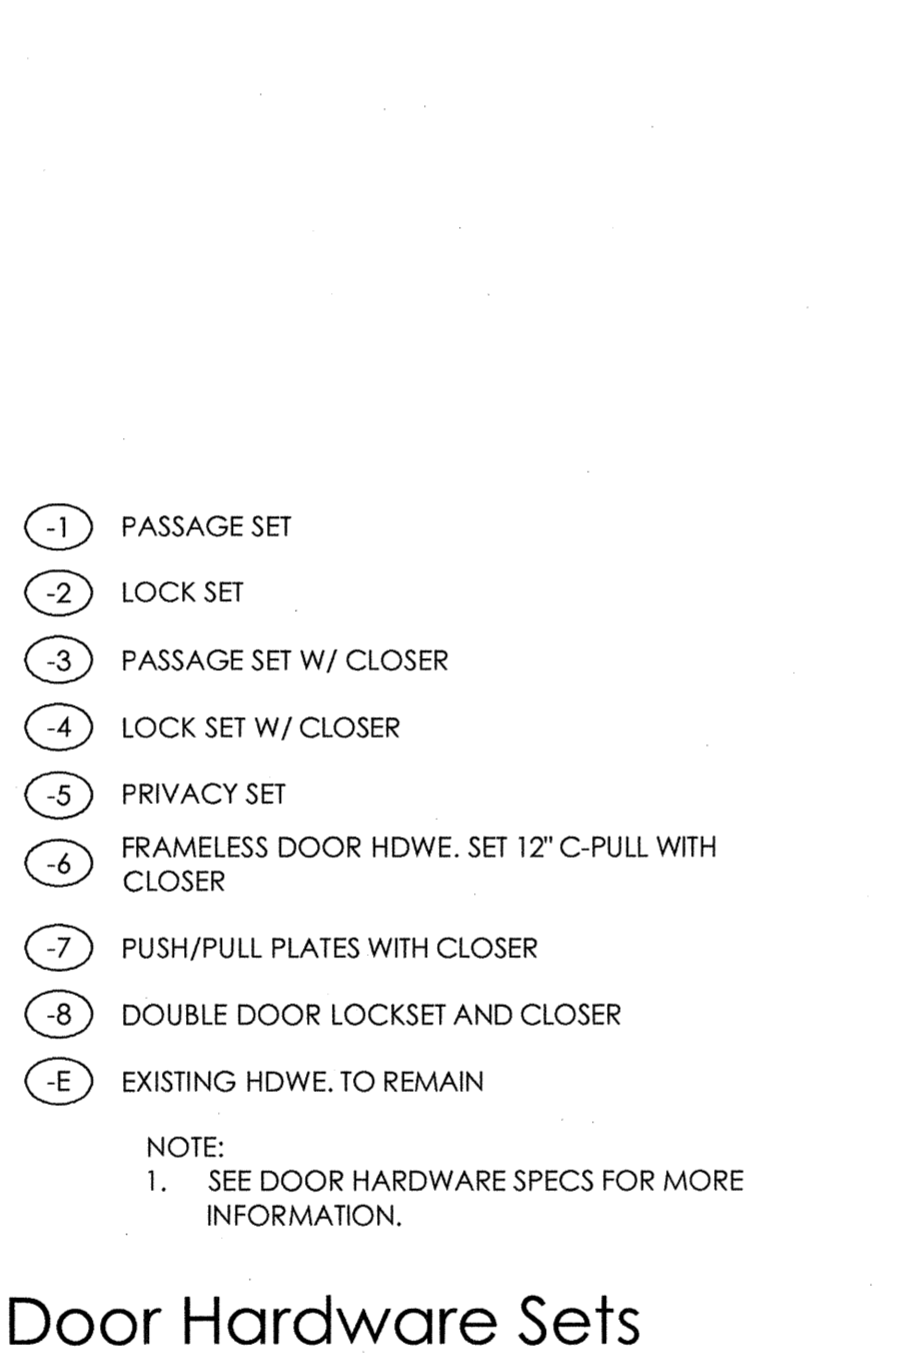 -1 PASSAGE SET
-2 LOCK SET
-3 PASSAGE SET W/ CLOSER
-4 LOCK SET W/ CLOSER
-5 PRIVACY SET
-6 FRAMELESS DOOR HDWE. SET 12" C-PULL WITH
CLOSER
-7 PUSH/PULL PLATES WITH CLOSER
-8 DOUBLE DOOR LOCKSET AND CLOSER
-E EXISTING HDWE. TO REMAIN
NOTE:
1. SEE DOOR HARDWARE SPECS FOR MORE
INFORMATION.
Door Hardware Sets